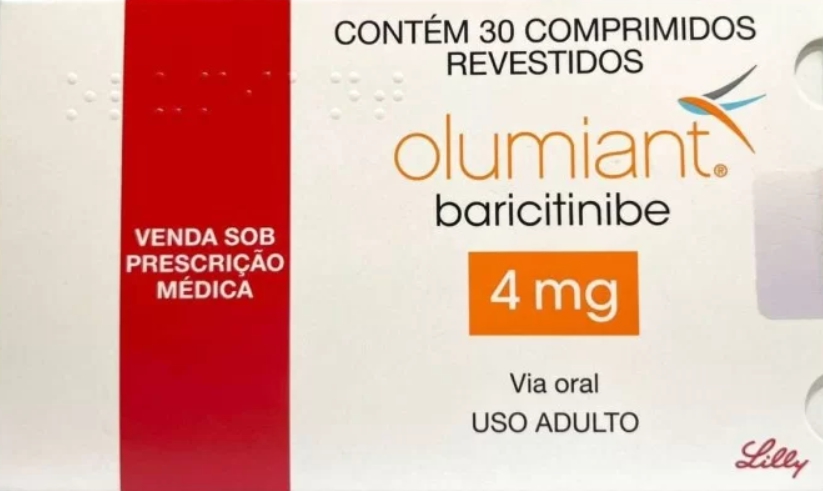 CONTÉM 30 COMPRIMIDOS
REVESTIDOS
olumiant®
baricitinibe
4 mg
VENDA SOB
PRESCRIÇÃO
MÉDICA
Via oral
USO ADULTO
Lilly